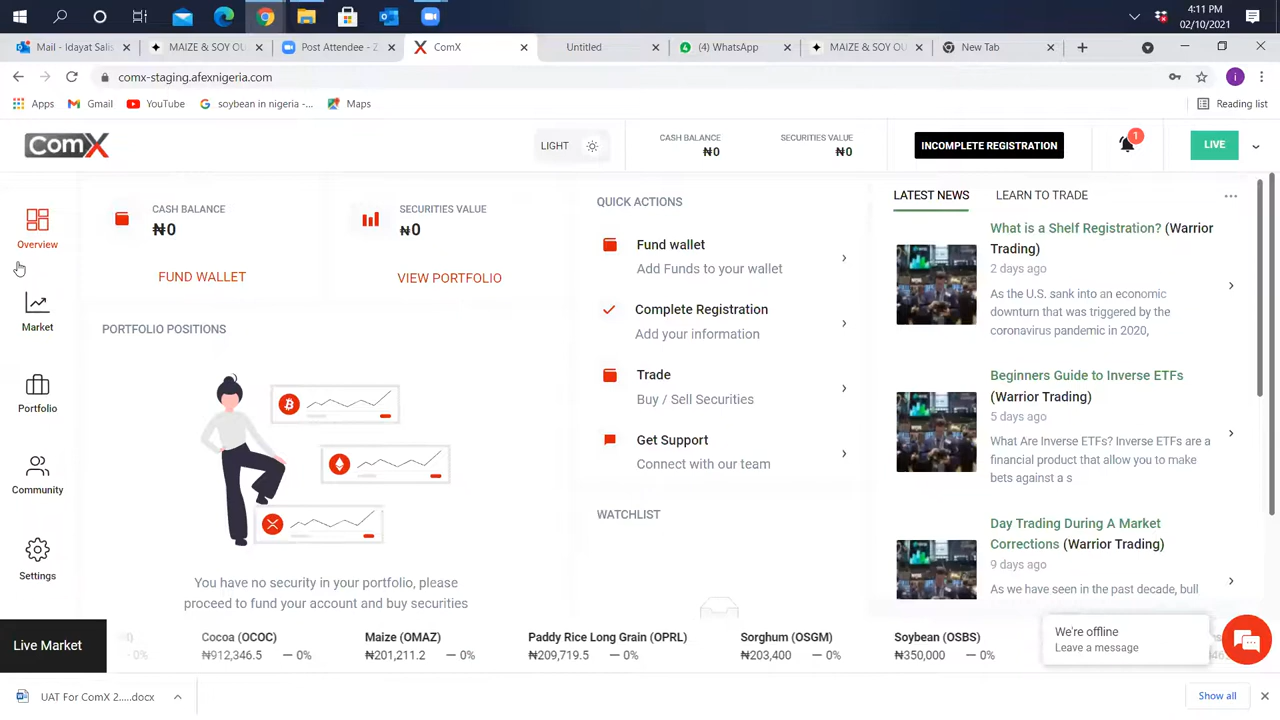 4:11 PM
02/10/2021
Mail - Idayat Sali
MAIZE & SOY OU
Post Attendee - Z
ComX
Untitled
(4) WhatsApp
MAIZE & SOY OU
New Tab
comx-staging.afexnigeria.com
i
Apps
Gmail
YouTube
soybean in nigeria -...
Maps
Reading list
ComX
LIGHT
CASH BALANCE
₦0
SECURITIES VALUE
₦0
INCOMPLETE REGISTRATION
1
LIVE
Overview
Market
Portfolio
Community
Settings
CASH BALANCE
₦0
FUND WALLET
SECURITIES VALUE
₦0
VIEW PORTFOLIO
PORTFOLIO POSITIONS
You have no security in your portfolio, please
proceed to fund your account and buy securities
QUICK ACTIONS
Fund wallet
Add Funds to your wallet
Complete Registration
Add your information
Trade
Buy / Sell Securities
Get Support
Connect with our team
WATCHLIST
LATEST NEWS
LEARN TO TRADE
What is a Shelf Registration? (Warrior
Trading)
2 days ago
As the U.S. sank into an economic
downturn that was triggered by the
coronavirus pandemic in 2020,
Beginners Guide to Inverse ETFs
(Warrior Trading)
5 days ago
What Are Inverse ETFs? Inverse ETFs are a
financial product that allow you to make
bets against a s
Day Trading During A Market
Corrections (Warrior Trading)
9 days ago
As we have seen in the past decade, bull
Live Market
0%
Cocoa (OCOC)
₦912,346.5 — 0%
Maize (OMAZ)
₦201,211.2 — 0%
Paddy Rice Long Grain (OPRL)
₦209,719.5 — 0%
Sorghum (OSGM)
₦203,400 — 0%
Soybean (OSBS)
₦350,000 — 0%
We're offline
Leave a message
UAT For ComX 2.....docx
Show all